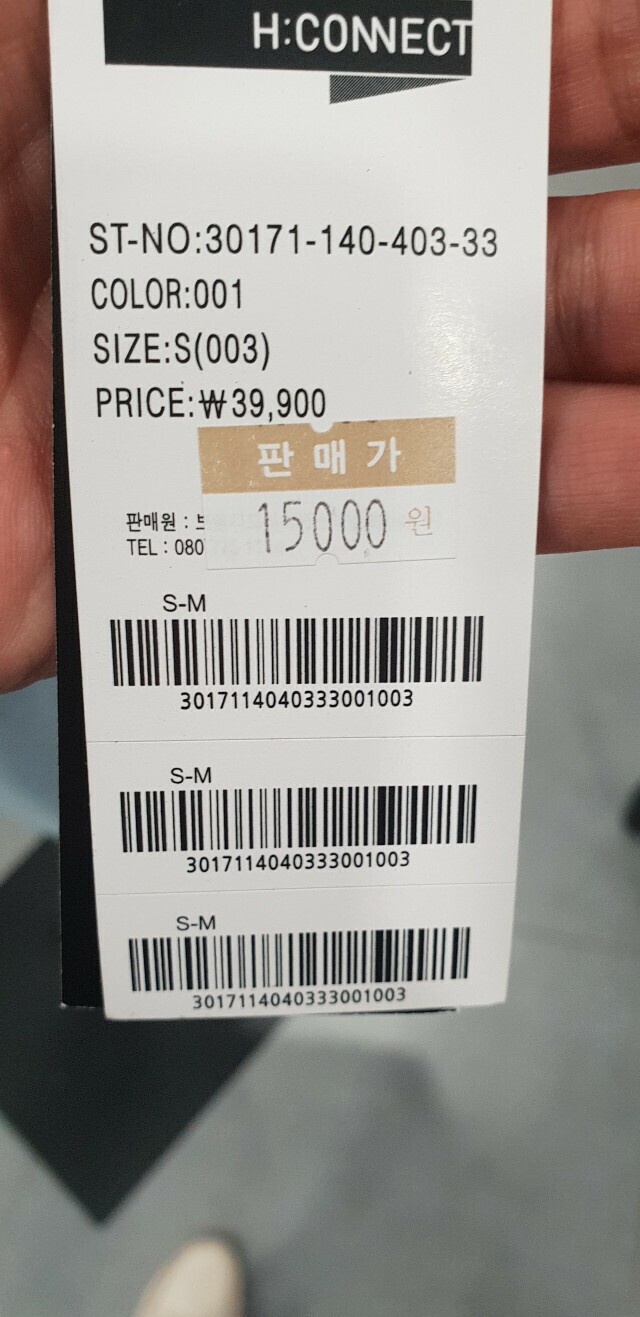 H:CONNECT
ST-NO:30171-140-403-33
COLOR:001
SIZE:S(003)
PRICE:₩39,900
판매가
15000 원
판매원 :
TEL : 080
S-M
3017114040333001003
S-M
3017114040333001003
S-M
3017114040333001003